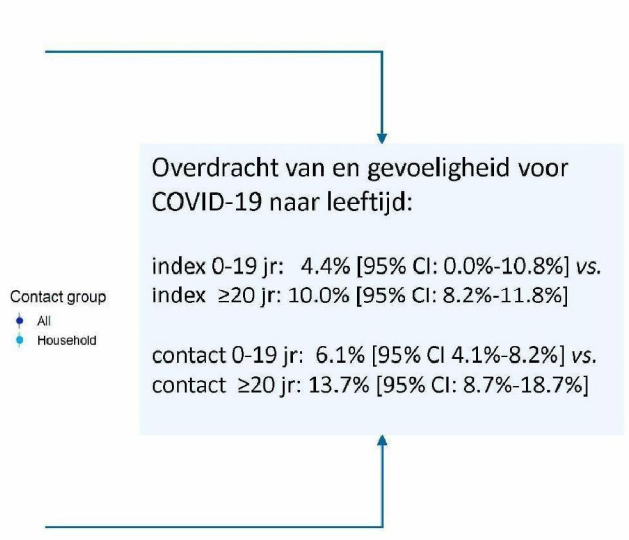 Overdracht van en gevoeligheid voor
COVID-19 naar leeftijd:
index 0-19 jr: 4.4% [95% CI: 0.0%-10.8%] vs.
index ≥20 jr: 10.0% [95% CI: 8.2%-11.8%]
contact 0-19 jr: 6.1% [95% CI 4.1%-8.2%] vs.
contact ≥20 jr: 13.7% [95% CI: 8.7%-18.7%]
Contact group
All
Household